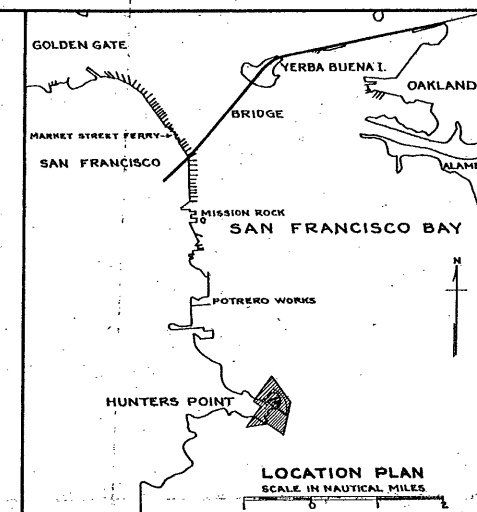 GOLDEN GATE
YERBA BUENA I.
OAKLAND
BRIDGE
MARKET STREET FERRY
SAN FRANCISCO
ALAME
MISSION ROCK
SAN FRANCISCO BAY
N
POTRERO WORKS
HUNTERS POINT
LOCATION PLAN
SCALE IN NAUTICAL MILES
0 2